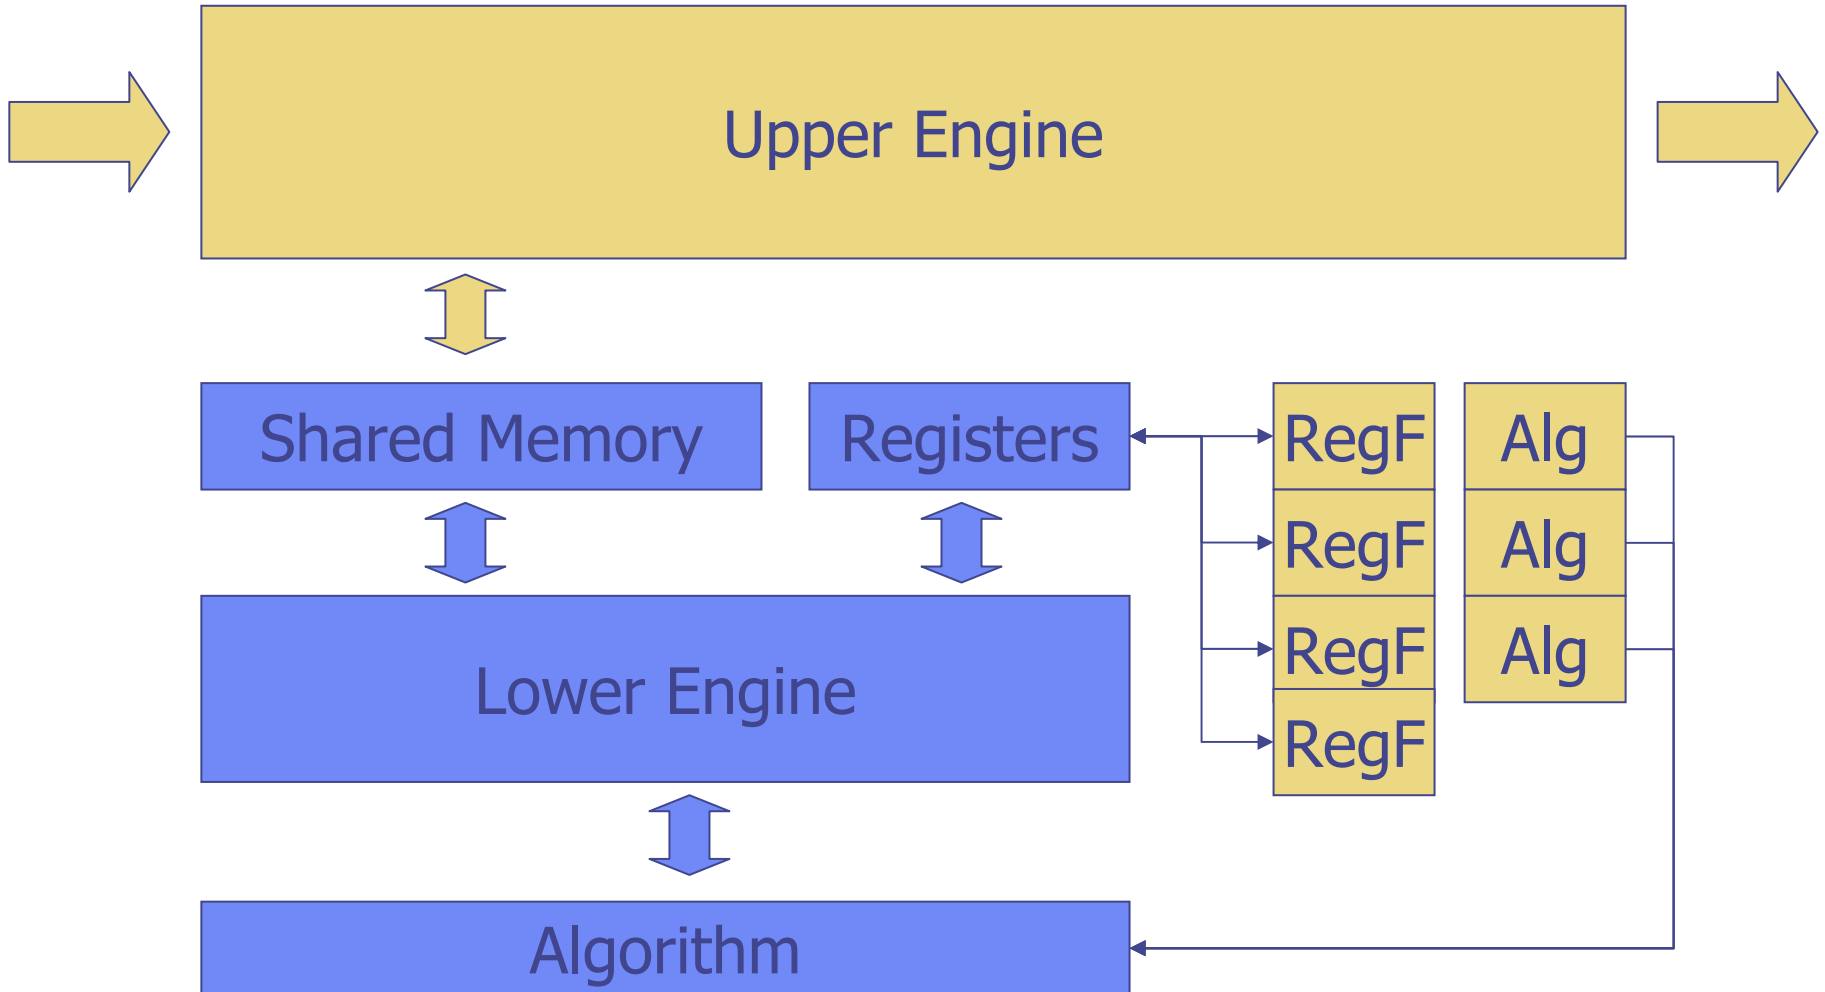 Upper Engine
Shared Memory
Registers
RegF
Alg
RegF
Alg
RegF
Alg
Lower Engine
RegF
Algorithm